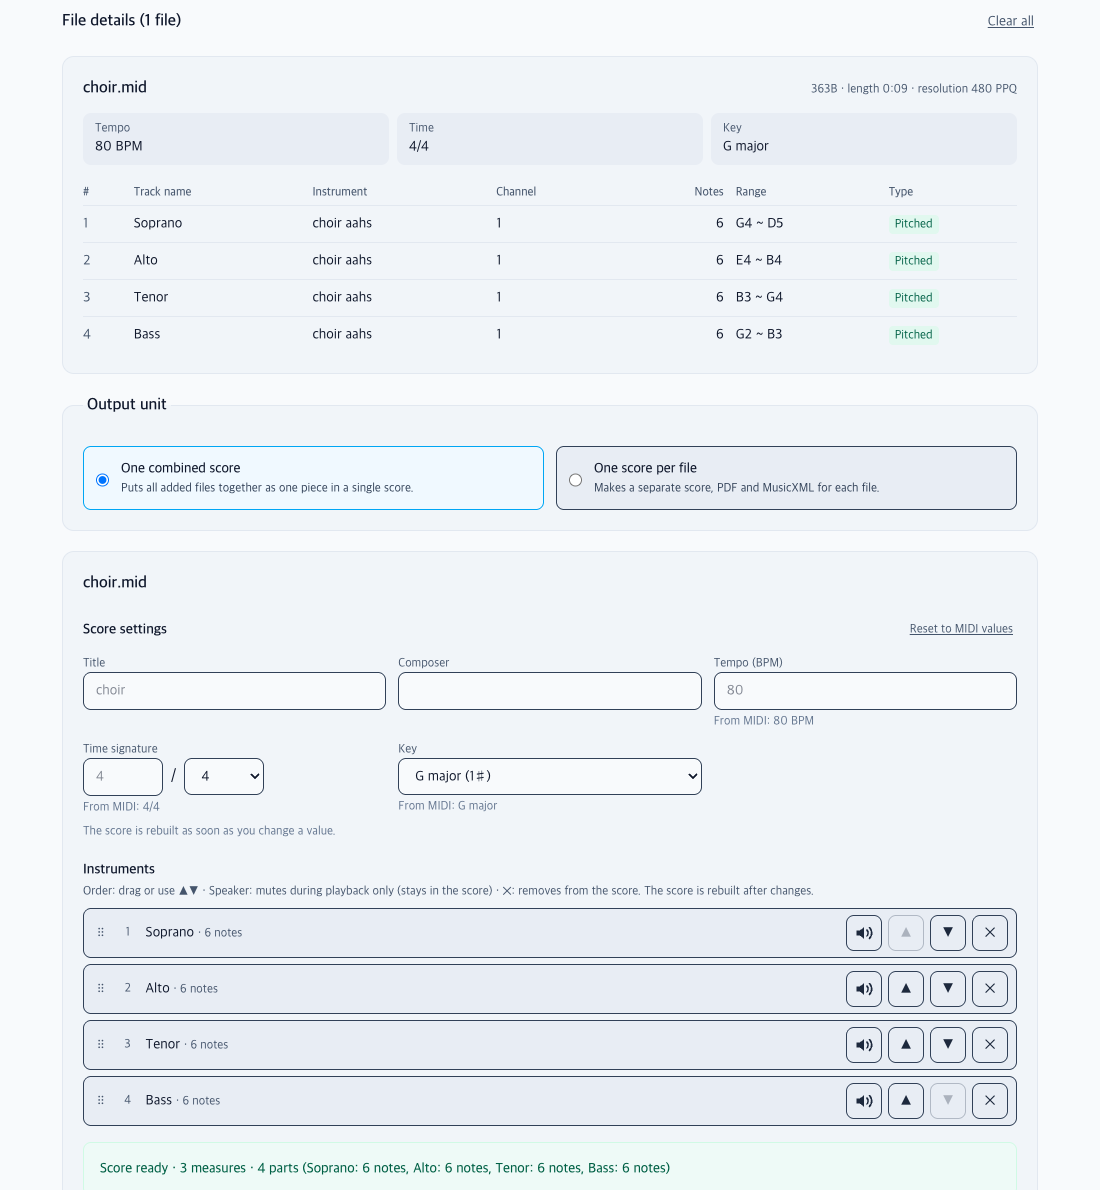 File details (1 file)
Clear all
choir.mid
363B · length 0:09 · resolution 480 PPQ
Tempo
80 BPM
Time
4/4
Key
G major
# Track name Instrument Channel Notes Range Type
1 Soprano choir aahs 1 6 G4 ~ D5 Pitched
2 Alto choir aahs 1 6 E4 ~ B4 Pitched
3 Tenor choir aahs 1 6 B3 ~ G4 Pitched
4 Bass choir aahs 1 6 G2 ~ B3 Pitched
Output unit
One combined score
Puts all added files together as one piece in a single score.
One score per file
Makes a separate score, PDF and MusicXML for each file.
choir.mid
Score settings
Reset to MIDI values
Title
choir
Composer
Tempo (BPM)
80
From MIDI: 80 BPM
Time signature
4 / 4
From MIDI: 4/4
Key
G major (1♯)
From MIDI: G major
The score is rebuilt as soon as you change a value.
Instruments
Order: drag or use ▲▼ · Speaker: mutes during playback only (stays in the score) · ✕: removes from the score. The score is rebuilt after changes.
1 Soprano · 6 notes
2 Alto · 6 notes
3 Tenor · 6 notes
4 Bass · 6 notes
Score ready · 3 measures · 4 parts (Soprano: 6 notes, Alto: 6 notes, Tenor: 6 notes, Bass: 6 notes)